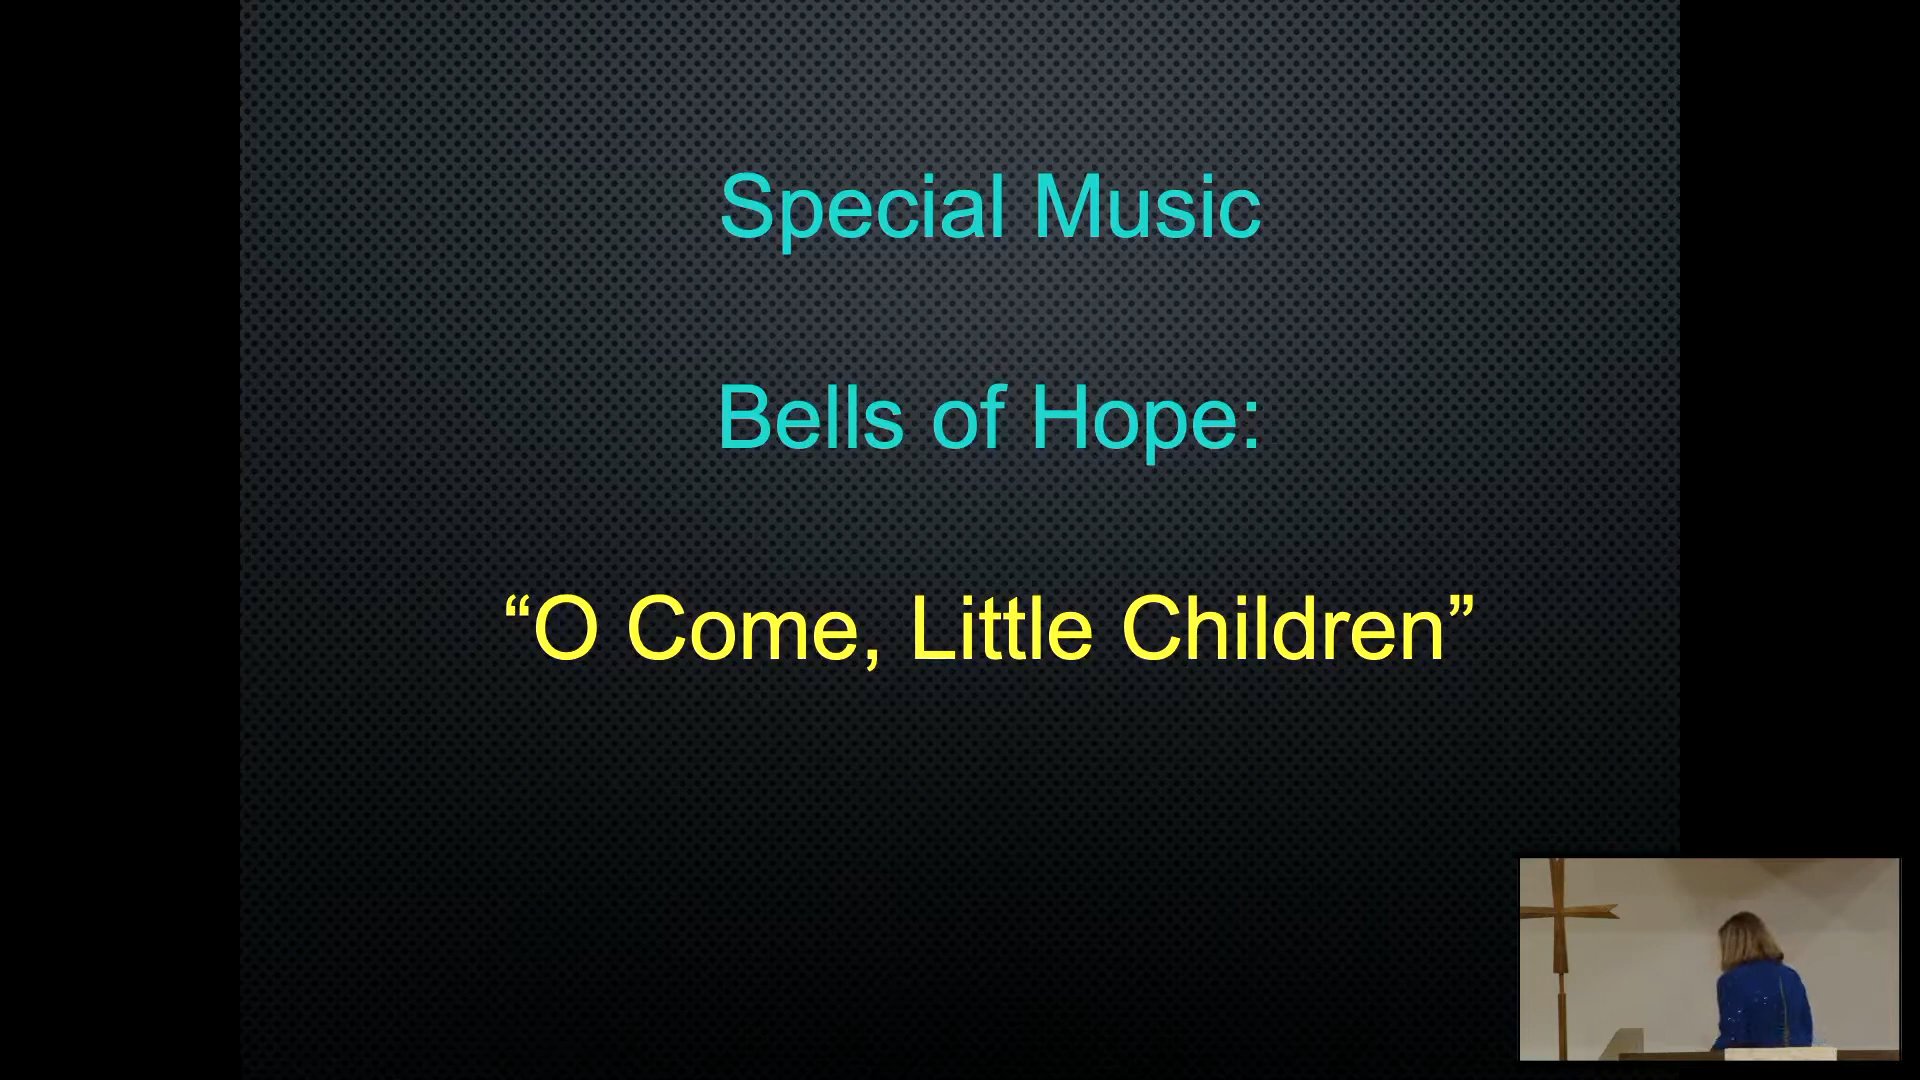 Special Music
Bells of Hope:
“O Come, Little Children”